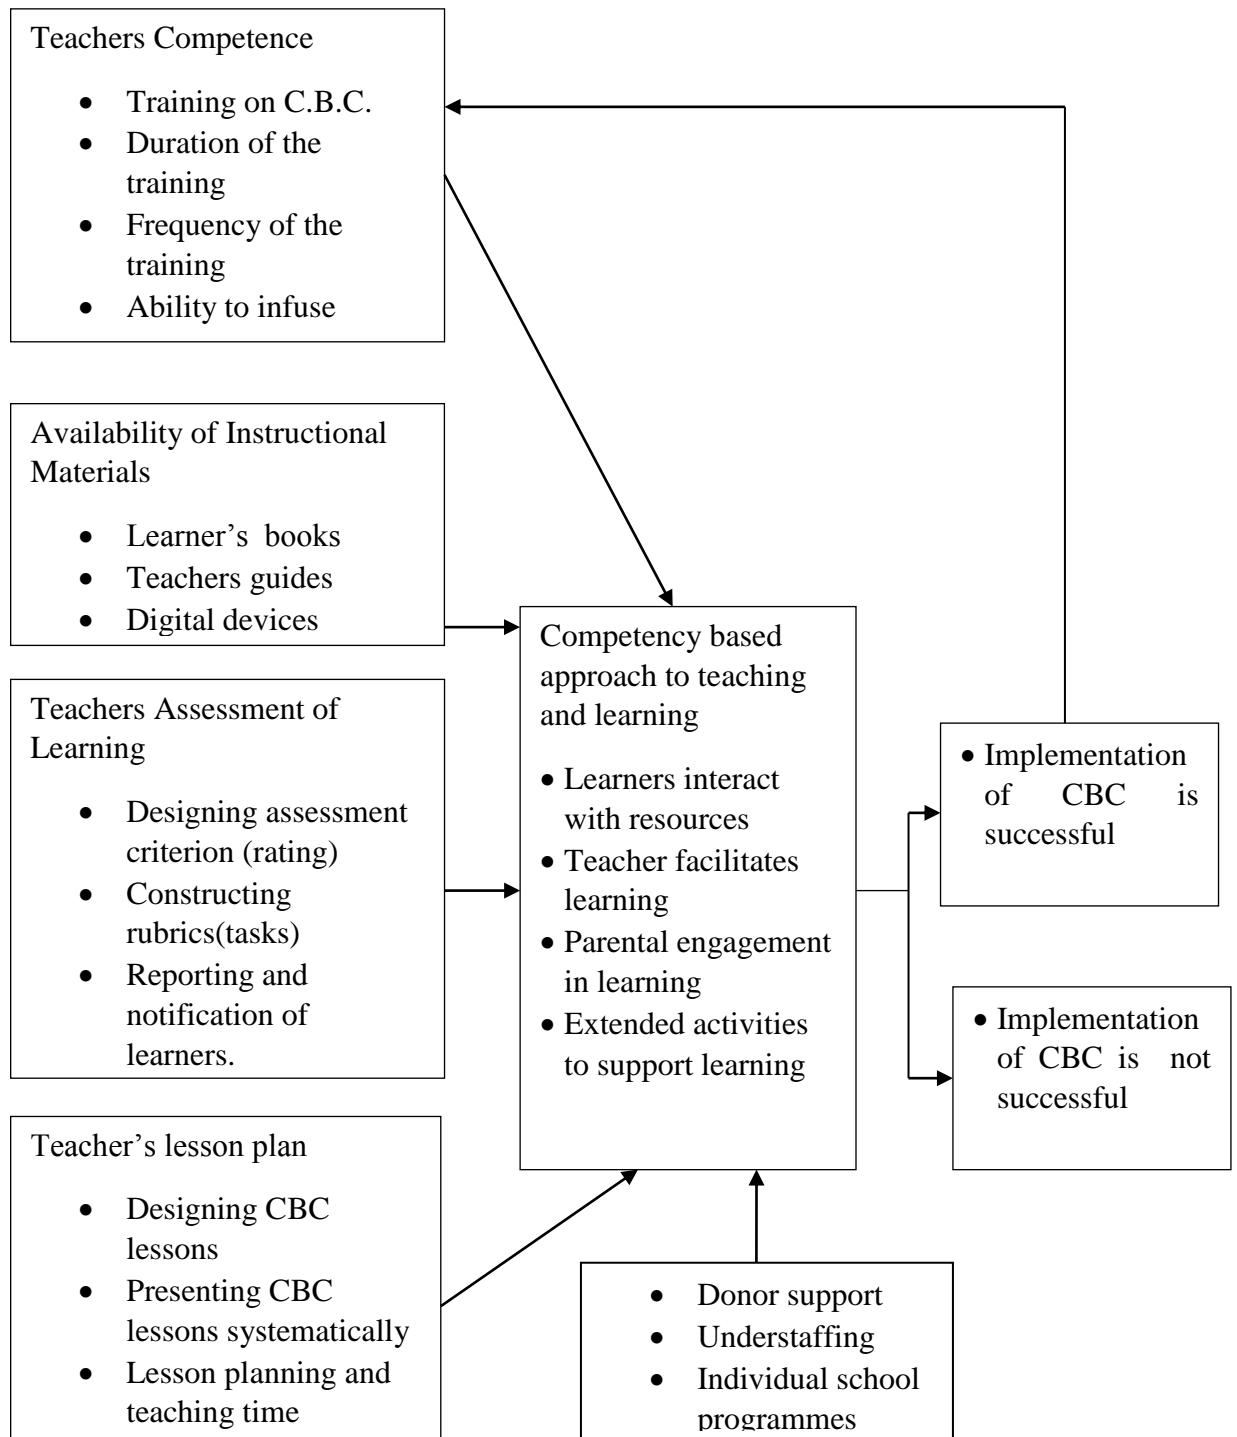 Teachers Competence
• Training on C.B.C.
• Duration of the
training
• Frequency of the
training
• Ability to infuse
Availability of Instructional
Materials
• Learner’s books
• Teachers guides
• Digital devices
Teachers Assessment of
Learning
• Designing assessment
criterion (rating)
• Constructing
rubrics(tasks)
• Reporting and
notification of
learners.
Teacher’s lesson plan
• Designing CBC
lessons
• Presenting CBC
lessons systematically
• Lesson planning and
teaching time
Competency based
approach to teaching
and learning
• Learners interact
with resources
• Teacher facilitates
learning
• Parental engagement
in learning
• Extended activities
to support learning
• Donor support
• Understaffing
• Individual school
programmes
• Implementation
of CBC is
successful
• Implementation
of CBC is not
successful